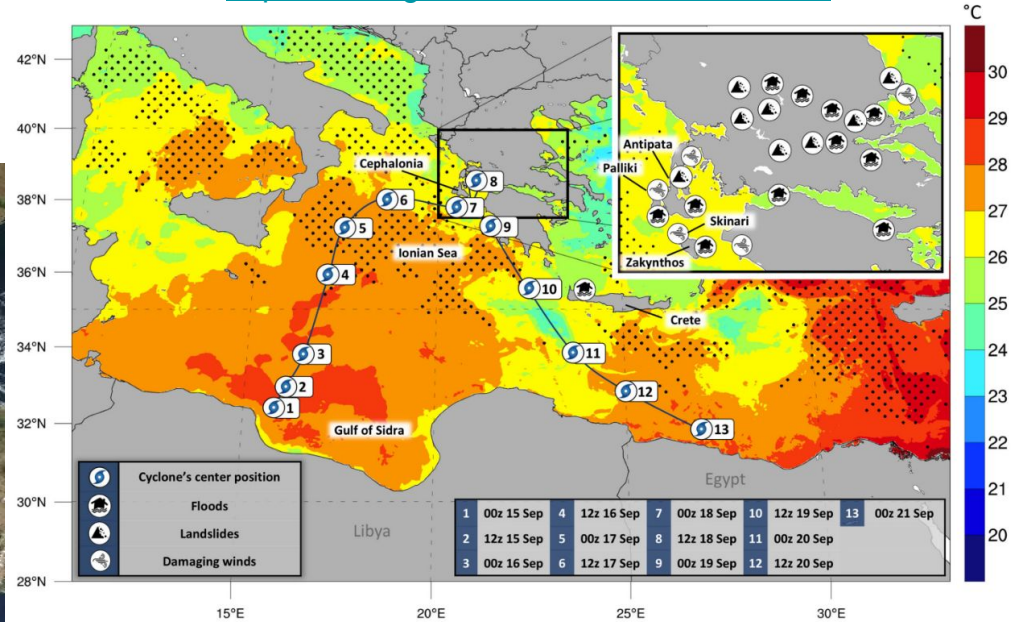 °C
42°N
40°N
38°N
36°N
34°N
32°N
30°N
28°N
15°E
20°E
25°E
30°E
30
29
28
27
26
25
24
23
22
21
20
Antipata
Palliki
Skinari
Zakynthos
Cephalonia
8
6
7
5
9
Ionian Sea
4
10
Crete
3
11
2
12
1
Gulf of Sidra
13
Egypt
Libya
Cyclone's center position
Floods
Landslides
Damaging winds
1 00z 15 Sep 4 12z 16 Sep 7 00z 18 Sep 10 12z 19 Sep 13 00z 21 Sep
2 12z 15 Sep 5 00z 17 Sep 8 12z 18 Sep 11 00z 20 Sep
3 00z 16 Sep 6 12z 17 Sep 9 00z 19 Sep 12 12z 20 Sep